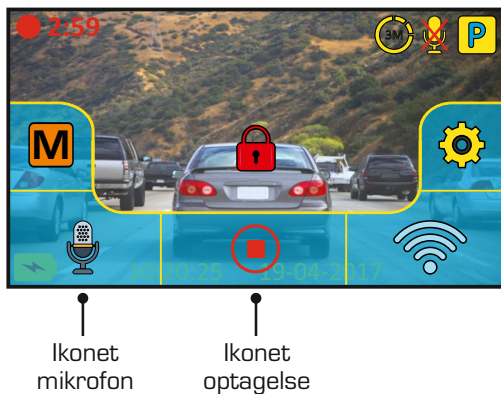 2:59
3M
P
M
10:20:25 19-04-2017
Ikonet
mikrofon
Ikonet
optagelse